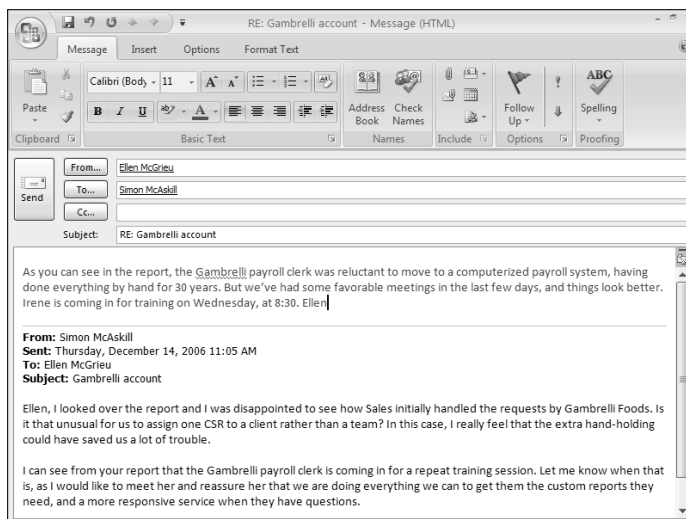 RE: Gambrelli account - Message (HTML)
Message Insert Options Format Text
Calibri (Body 11
Paste
Address Book
Check Names
Follow Up
ABC
Spelling
Clipboard Basic Text Names Include Options Proofing
Send
From... Ellen McGrieu
To... Simon McAskill
Cc...
Subject: RE: Gambrelli account
As you can see in the report, the Gambrelli payroll clerk was reluctant to move to a computerized payroll system, having
done everything by hand for 30 years. But we've had some favorable meetings in the last few days, and things look better.
Irene is coming in for training on Wednesday, at 8:30. Ellen
From: Simon McAskill
Sent: Thursday, December 14, 2006 11:05 AM
To: Ellen McGrieu
Subject: Gambrelli account
Ellen, I looked over the report and I was disappointed to see how Sales initially handled the requests by Gambrelli Foods. Is
it that unusual for us to assign one CSR to a client rather than a team? In this case, I really feel that the extra hand-holding
could have saved us a lot of trouble.
I can see from your report that the Gambrelli payroll clerk is coming in for a repeat training session. Let me know when that
is, as I would like to meet her and reassure her that we are doing everything we can to get them the custom reports they
need, and a more responsive service when they have questions.